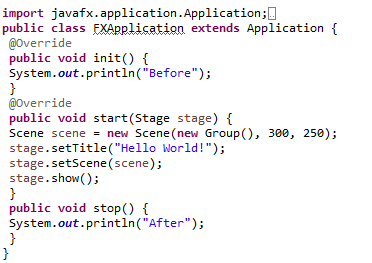 import javafx.application.Application;
public class FXApplication extends Application {
@Override
public void init() {
System.out.println("Before");
}
@Override
public void start(Stage stage) {
Scene scene = new Scene(new Group(), 300, 250);
stage.setTitle("Hello World!");
stage.setScene(scene);
stage.show();
}
public void stop() {
System.out.println("After");
}
}